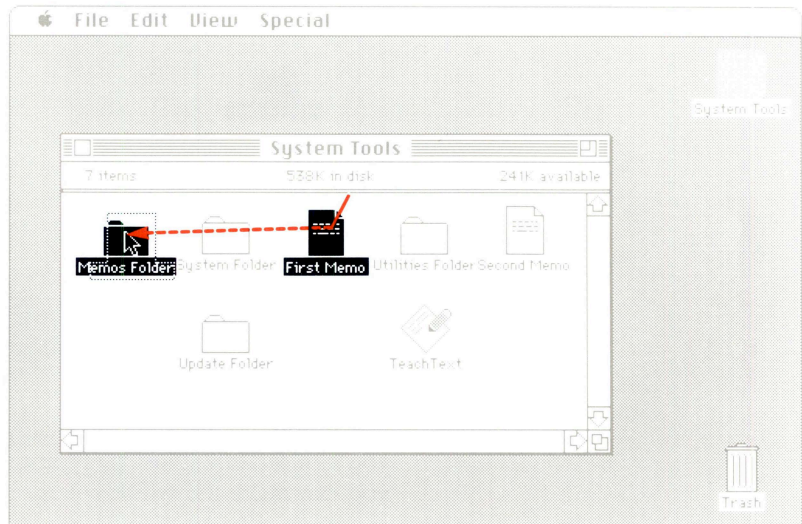 File Edit View Special
System Tools
System Tools
7 items 538K in disk 241K available
Memos Folder System Folder First Memo Utilities Folder Second Memo
Update Folder TeachText
Trash